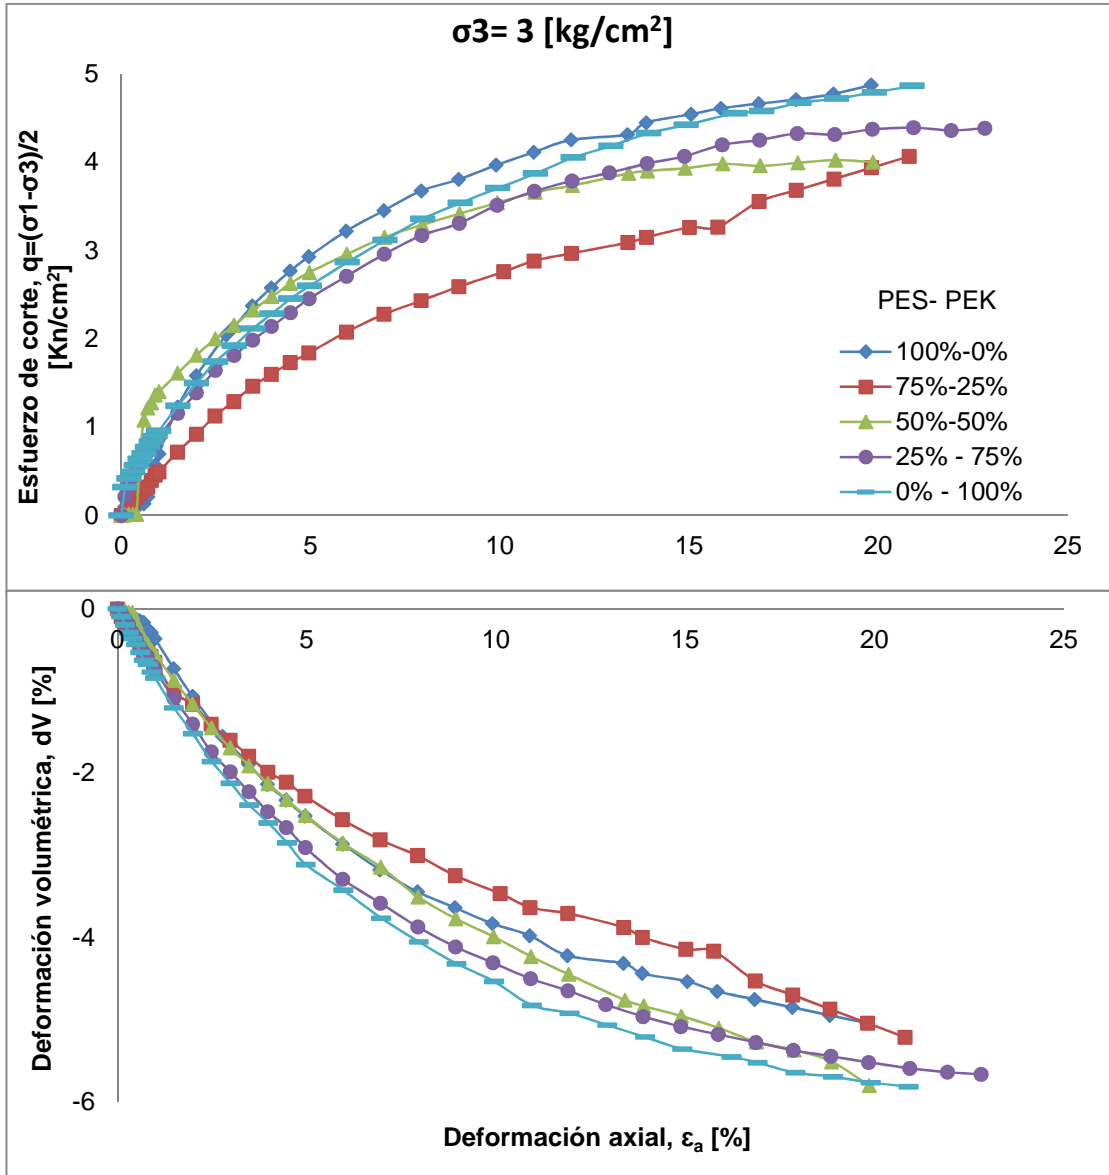 σ3= 3 [kg/cm²]
Esfuerzo de corte, q=(σ1-σ3)/2
[Kn/cm²]
5
4
3
2
1
0
0 5 10 15 20 25
PES- PEK
100%-0%
75%-25%
50%-50%
25% - 75%
0% - 100%
Deformación volumétrica, dV [%]
0
-2
-4
-6
0 5 10 15 20 25
Deformación axial, εₐ [%]